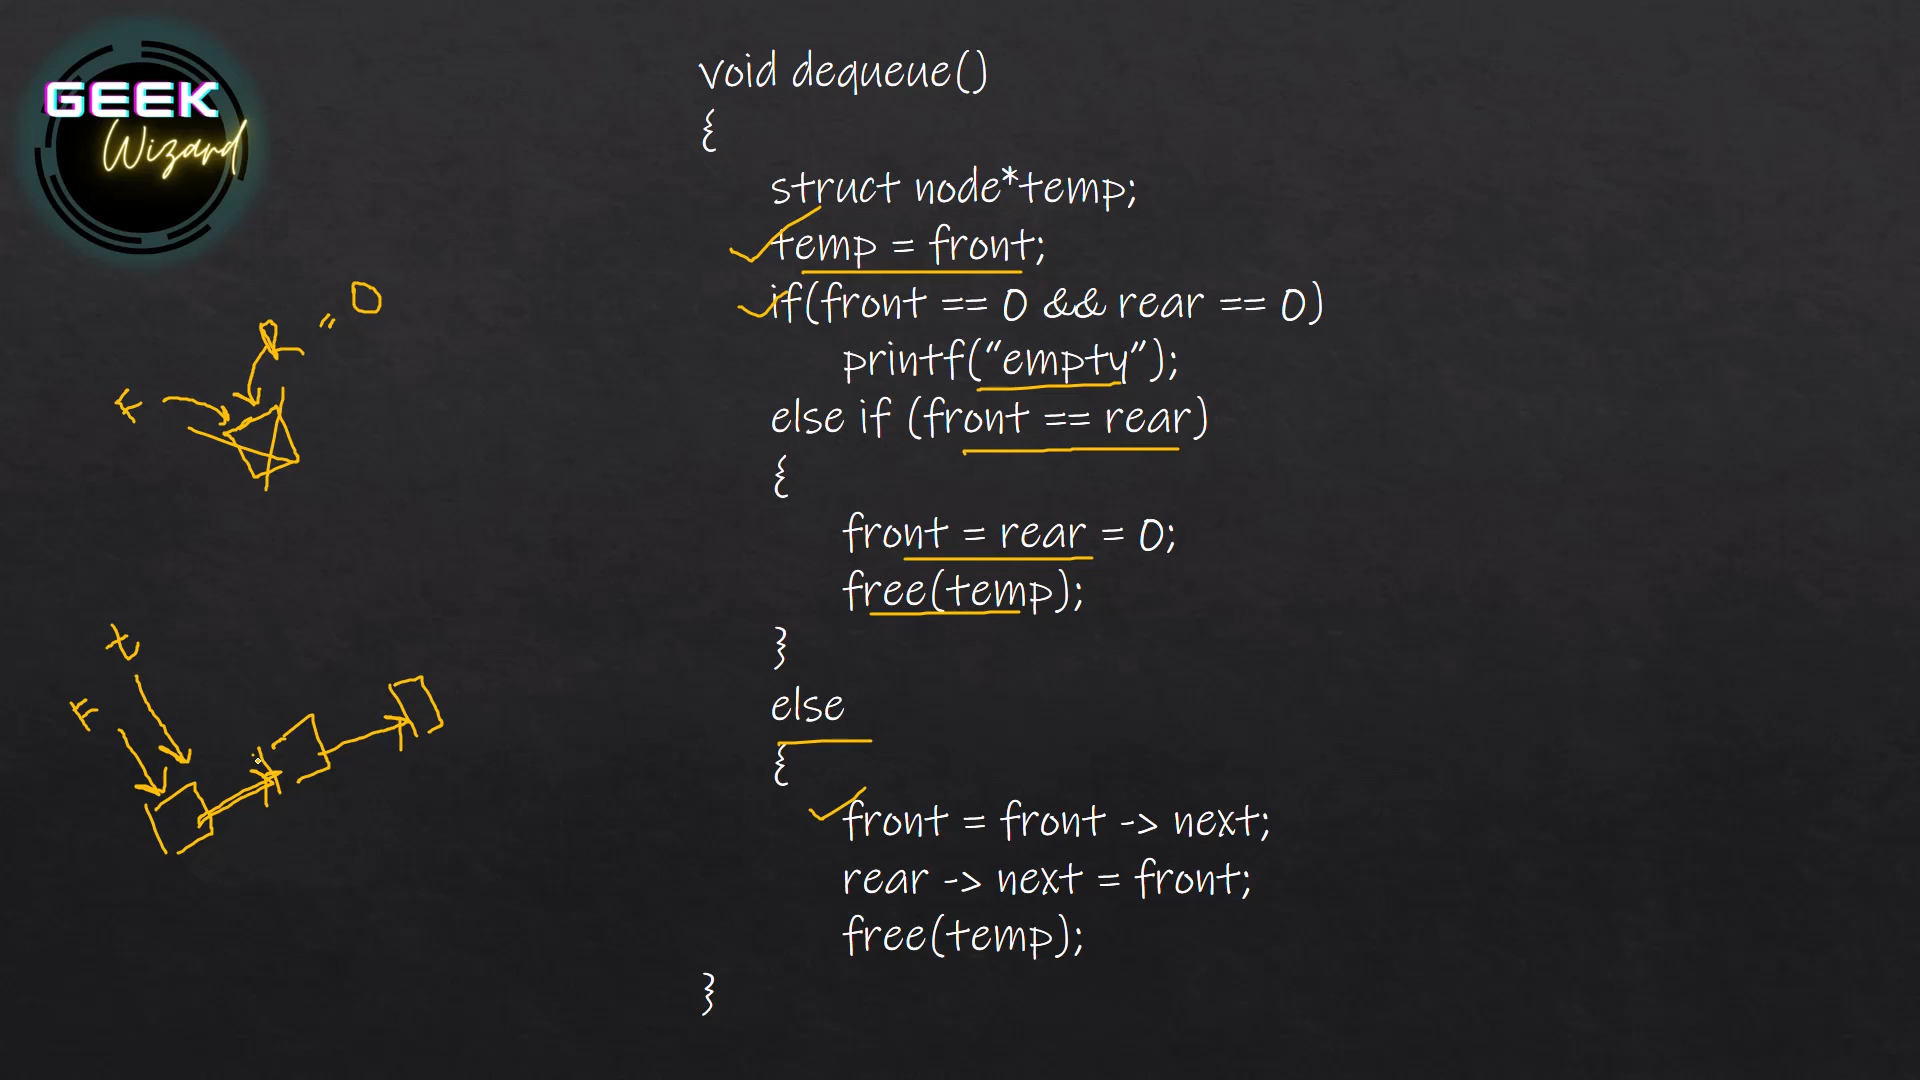 GEEK
Wizard
void dequeue()
{
struct node*temp;
temp = front;
if(front == 0 && rear == 0)
printf("empty");
else if (front == rear)
{
front = rear = 0;
free(temp);
}
else
{
front = front -> next;
rear -> next = front;
free(temp);
}
R = 0
F
t
F